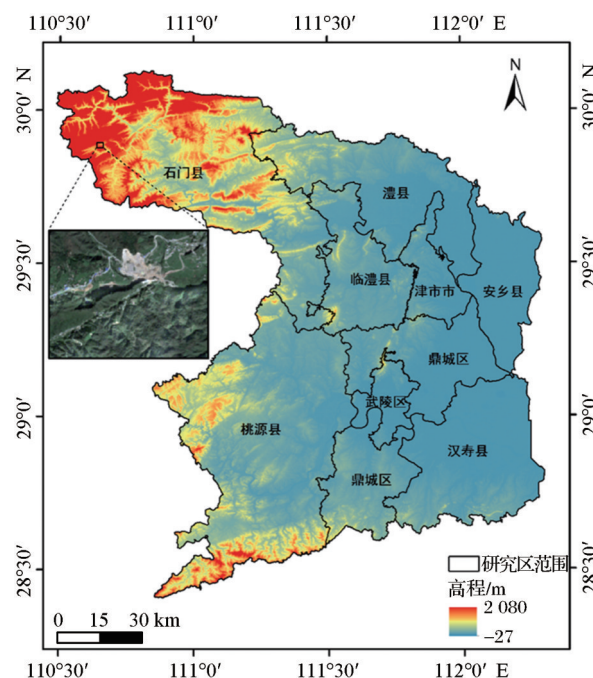 110°30′ 111°0′ 111°30′ 112°0′ E
N
30°0′ N
30°0′ N
石门县
澧县
29°30′
29°30′
临澧县
津市市
安乡县
鼎城区
29°0′
29°0′
武陵区
桃源县
汉寿县
鼎城区
28°30′
28°30′
研究区范围
高程/m
2 080
-27
0 15 30 km
110°30′ 111°0′ 111°30′ 112°0′ E